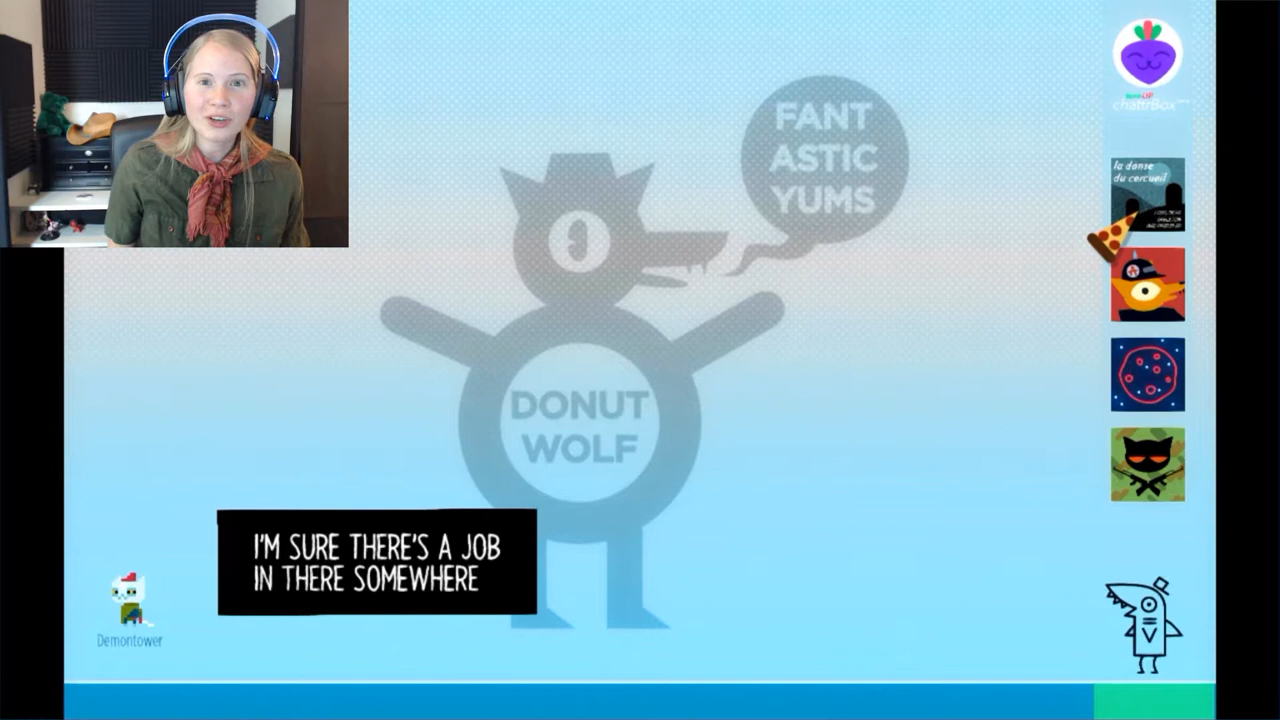 FANT
ASTIC
YUMS
chattrBox
la danse
du cercueil
DONUT
WOLF
I'M SURE THERE'S A JOB
IN THERE SOMEWHERE
Demontower